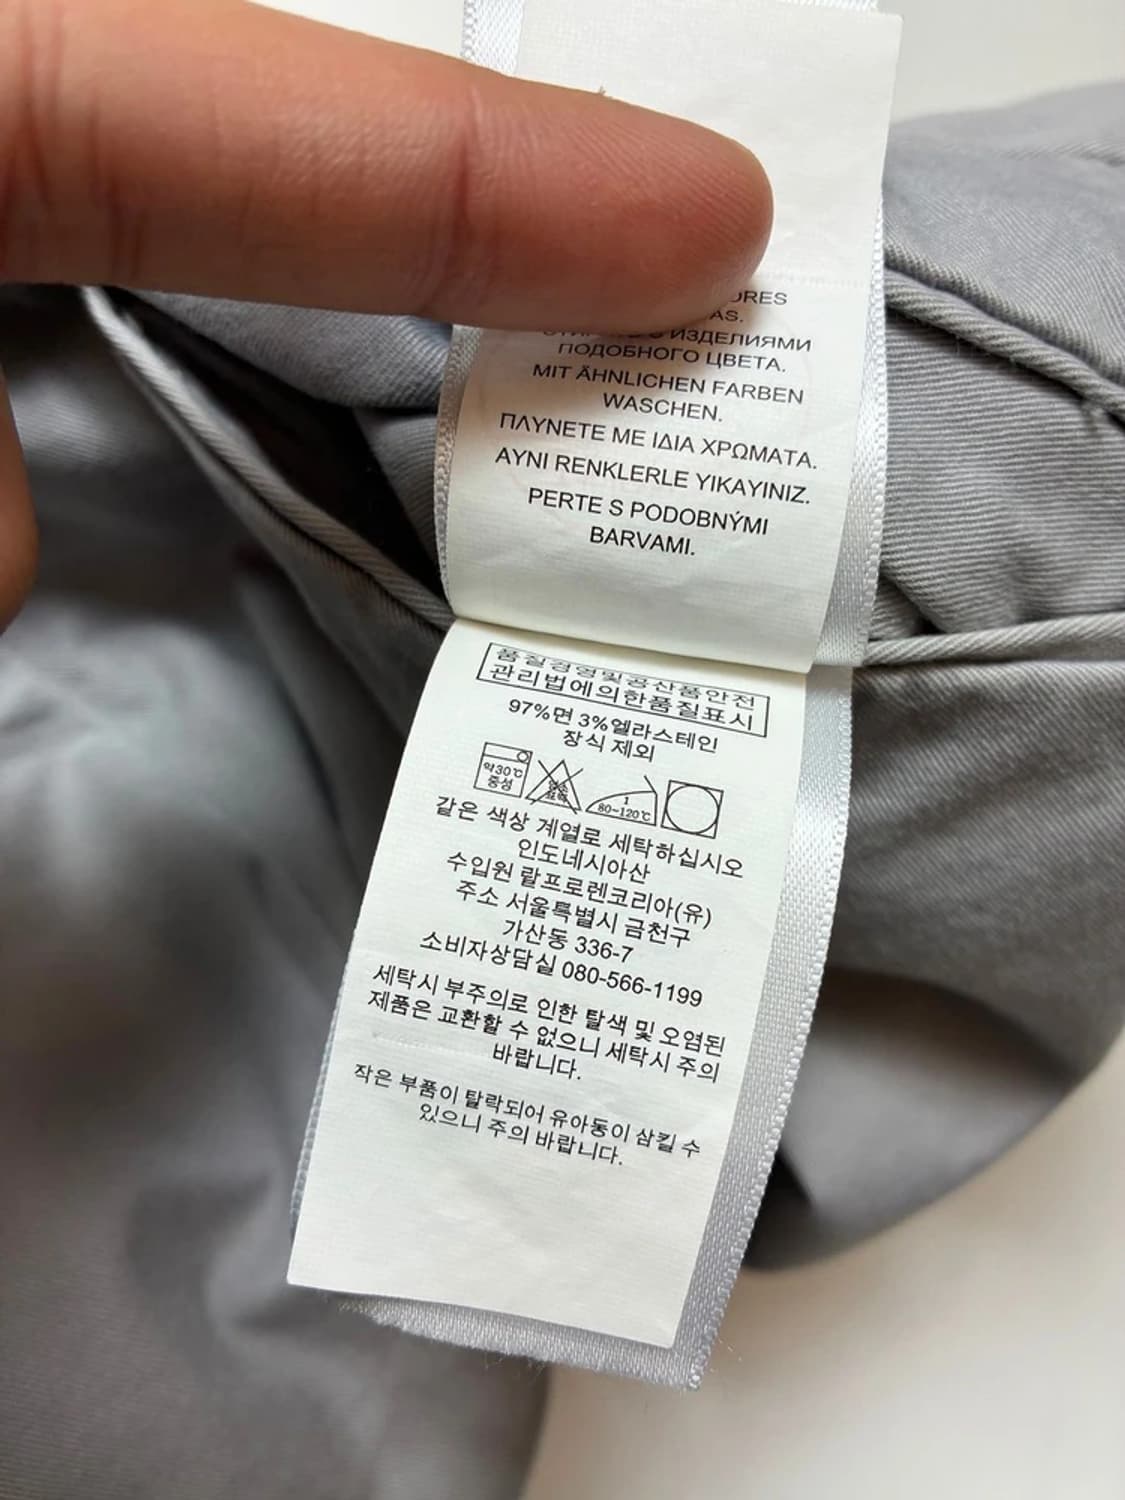 ИЗДЕЛИЯМИ
ПОДОБНОГО ЦВЕТА.
MIT ÄHNLICHEN FARBEN
WASCHEN.
ΠΛΥΝΕΤΕ ΜΕ ΙΔΙΑ ΧΡΩΜΑΤΑ.
AYNI RENKLERLE YIKAYINIZ.
PERTE S PODOBNÝMI
BARVAMI.
품질경영및공산품안전
관리법에의한품질표시
97%면 3%엘라스테인
장식 제외
약30℃
중성
염소
표백
1
80~120℃
같은 색상 계열로 세탁하십시오
인도네시아산
수입원 랄프로렌코리아(유)
주소 서울특별시 금천구
가산동 336-7
소비자상담실 080-566-1199
세탁시 부주의로 인한 탈색 및 오염된
제품은 교환할 수 없으니 세탁시 주의
바랍니다.
작은 부품이 탈락되어 유아동이 삼킬 수
있으니 주의 바랍니다.